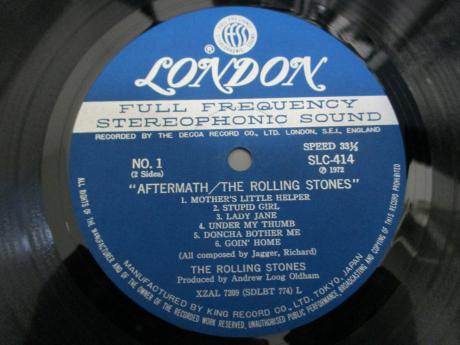 FFSS
FULL FREQUENCY
STEREOPHONIC SOUND
® LONDON
FULL FREQUENCY
STEREOPHONIC SOUND
RECORDED BY THE DECCA RECORD CO., LTD. LONDON, S.E.I., ENGLAND
SPEED 33⅓
NO. 1
(2 Sides)
SLC-414
Ⓟ 1972
"AFTERMATH/THE ROLLING STONES"
1. MOTHER'S LITTLE HELPER
2. STUPID GIRL
3. LADY JANE
4. UNDER MY THUMB
5. DONCHA BOTHER ME
6. GOIN' HOME
(All composed by Jagger, Richard)
THE ROLLING STONES
Produced by Andrew Loog Oldham
XZAL 7209 (SDLBT 774) L
MANUFACTURED BY KING RECORD CO., LTD. TOKYO, JAPAN
ALL RIGHTS OF THE MANUFACTURER AND OF THE OWNER OF THE RECORDED WORK RESERVED. UNAUTHORISED PUBLIC PERFORMANCE, BROADCASTING AND COPYING OF THIS RECORD PROHIBITED